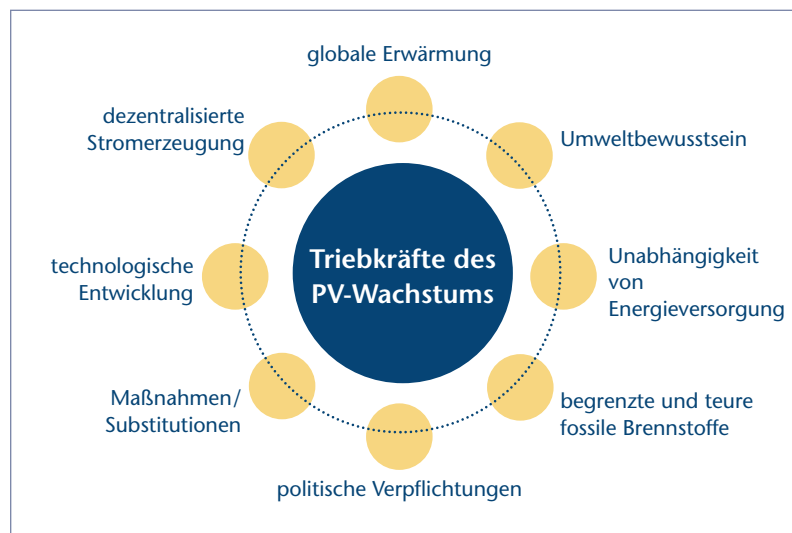 globale Erwärmung
dezentralisierte
Stromerzeugung
Umweltbewusstsein
technologische
Entwicklung
Triebkräfte des
PV-Wachstums
Unabhängigkeit
von
Energieversorgung
Maßnahmen/
Substitutionen
begrenzte und teure
fossile Brennstoffe
politische Verpflichtungen